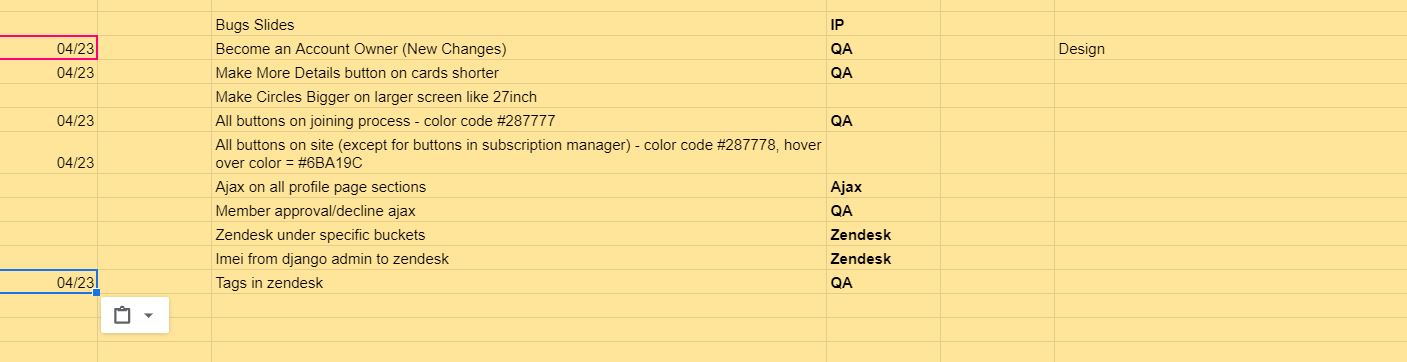 Bugs Slides IP
04/23 Become an Account Owner (New Changes) QA Design
04/23 Make More Details button on cards shorter QA
Make Circles Bigger on larger screen like 27inch
04/23 All buttons on joining process - color code #287777 QA
All buttons on site (except for buttons in subscription manager) - color code #287778, hover
04/23 over color = #6BA19C
Ajax on all profile page sections Ajax
Member approval/decline ajax QA
Zendesk under specific buckets Zendesk
Imei from django admin to zendesk Zendesk
04/23 Tags in zendesk QA